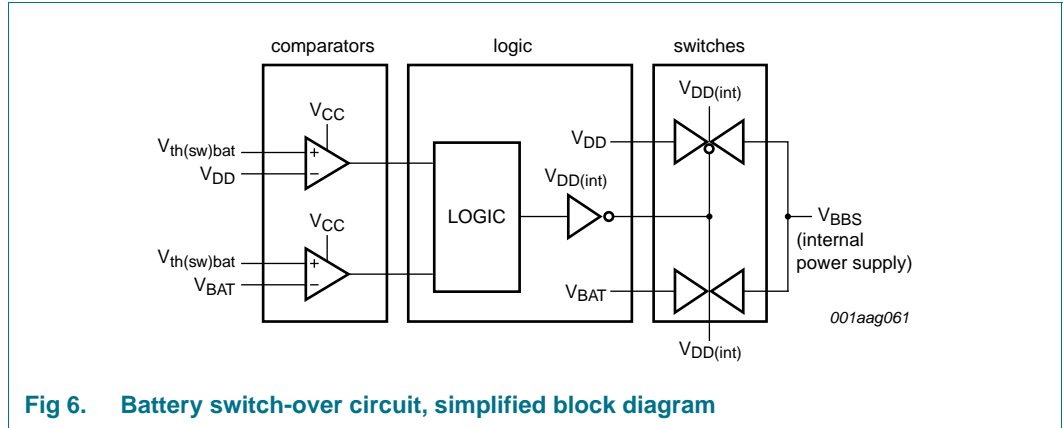 comparators
logic
switches
VCC
Vth(sw)bat
+
VDD
−
VCC
Vth(sw)bat
+
VBAT
−
LOGIC
VDD(int)
VDD
VBAT
VDD(int)
VDD(int)
VBBS
(internal
power supply)
001aag061
Fig 6. Battery switch-over circuit, simplified block diagram